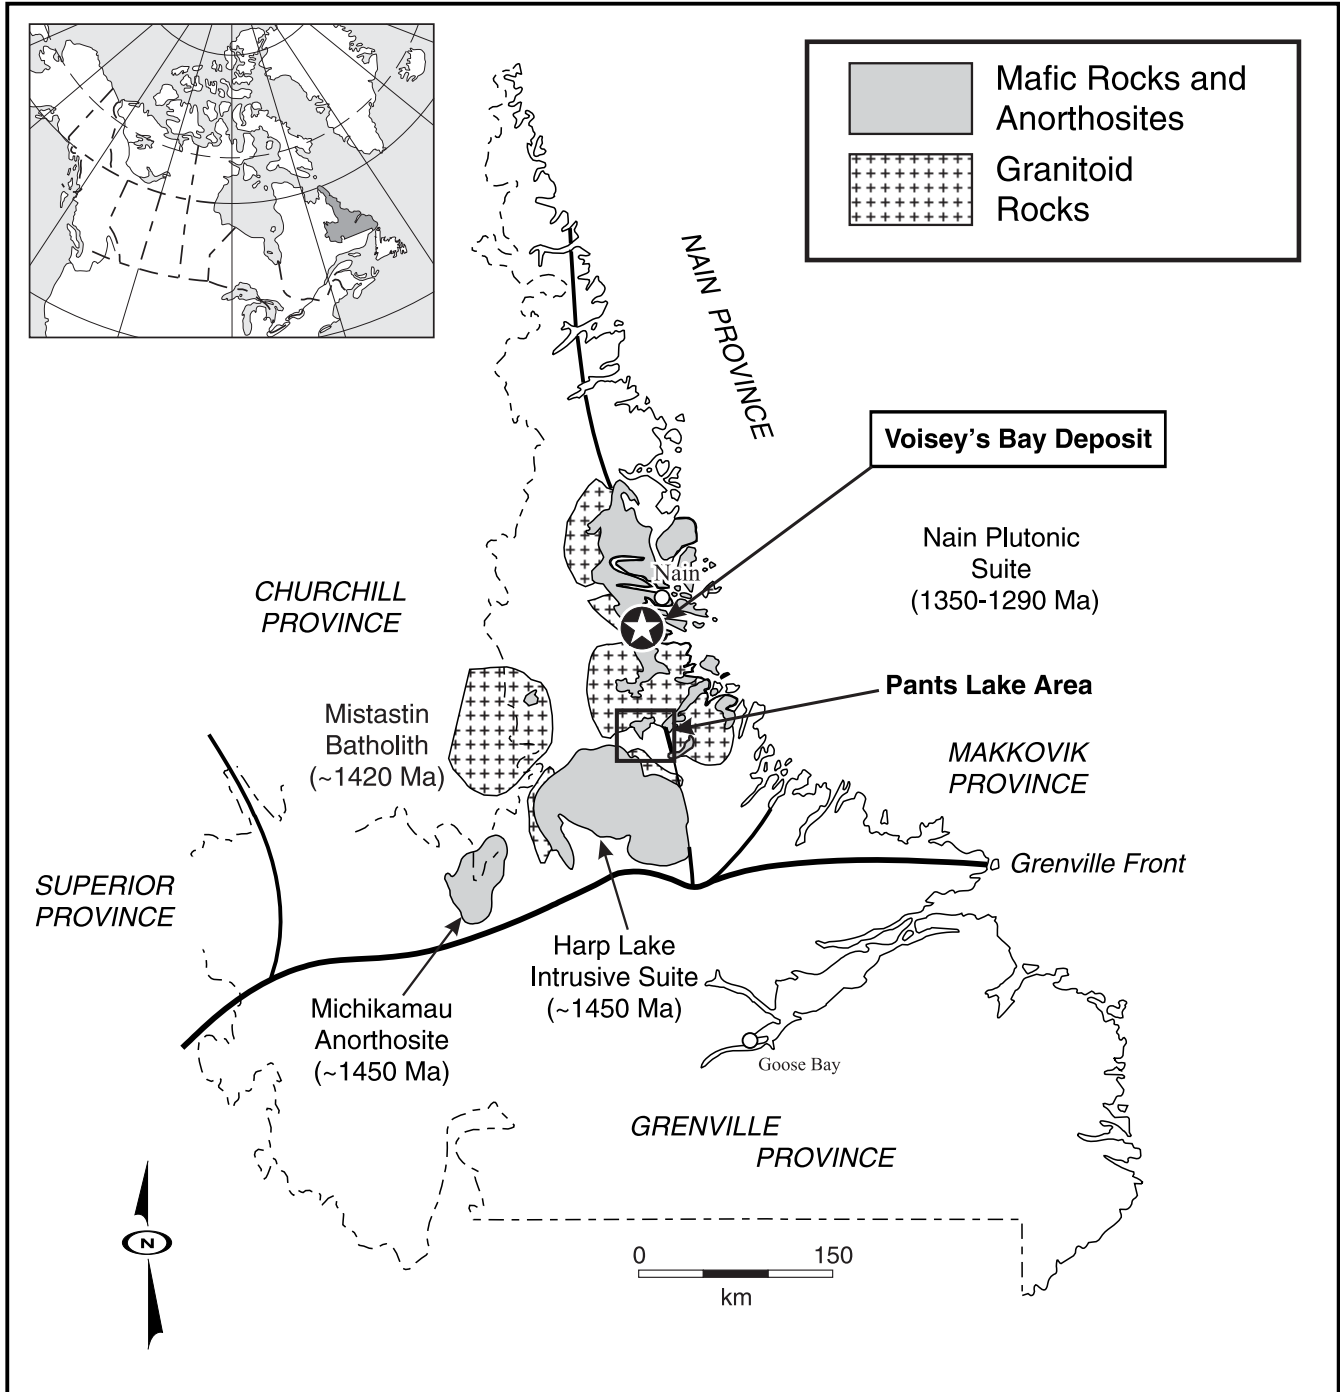 Mafic Rocks and
Anorthosites
Granitoid
Rocks
NAIN PROVINCE
Voisey's Bay Deposit
Nain Plutonic
Suite
(1350-1290 Ma)
Nain
CHURCHILL
PROVINCE
Pants Lake Area
Mistastin
Batholith
(~1420 Ma)
MAKKOVIK
PROVINCE
Grenville Front
SUPERIOR
PROVINCE
Harp Lake
Intrusive Suite
(~1450 Ma)
Michikamau
Anorthosite
(~1450 Ma)
Goose Bay
GRENVILLE
PROVINCE
N
0 150
km